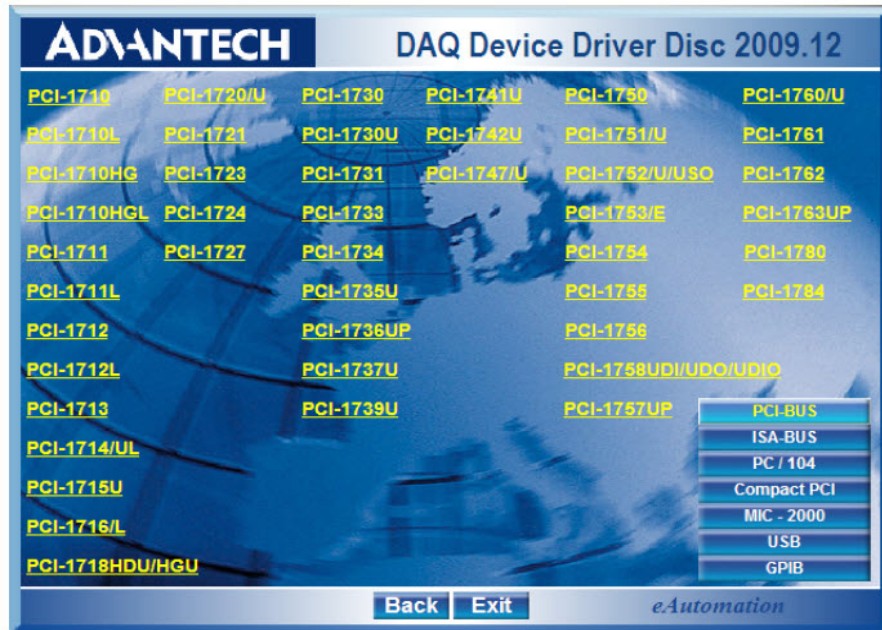 ADVANTECH DAQ Device Driver Disc 2009.12
PCI-1710 PCI-1720/U PCI-1730 PCI-1741U PCI-1750 PCI-1760/U
PCI-1710L PCI-1721 PCI-1730U PCI-1742U PCI-1751/U PCI-1761
PCI-1710HG PCI-1723 PCI-1731 PCI-1747/U PCI-1752/U/USO PCI-1762
PCI-1710HGL PCI-1724 PCI-1733 PCI-1753/E PCI-1763UP
PCI-1711 PCI-1727 PCI-1734 PCI-1754 PCI-1780
PCI-1711L PCI-1735U PCI-1755 PCI-1784
PCI-1712 PCI-1736UP PCI-1756
PCI-1712L PCI-1737U PCI-1758UDI/UDO/UDIO
PCI-1713 PCI-1739U PCI-1757UP PCI-BUS
PCI-1714/UL ISA-BUS
PC / 104
PCI-1715U Compact PCI
PCI-1716/L MIC - 2000
USB
PCI-1718HDU/HGU GPIB
Back Exit eAutomation